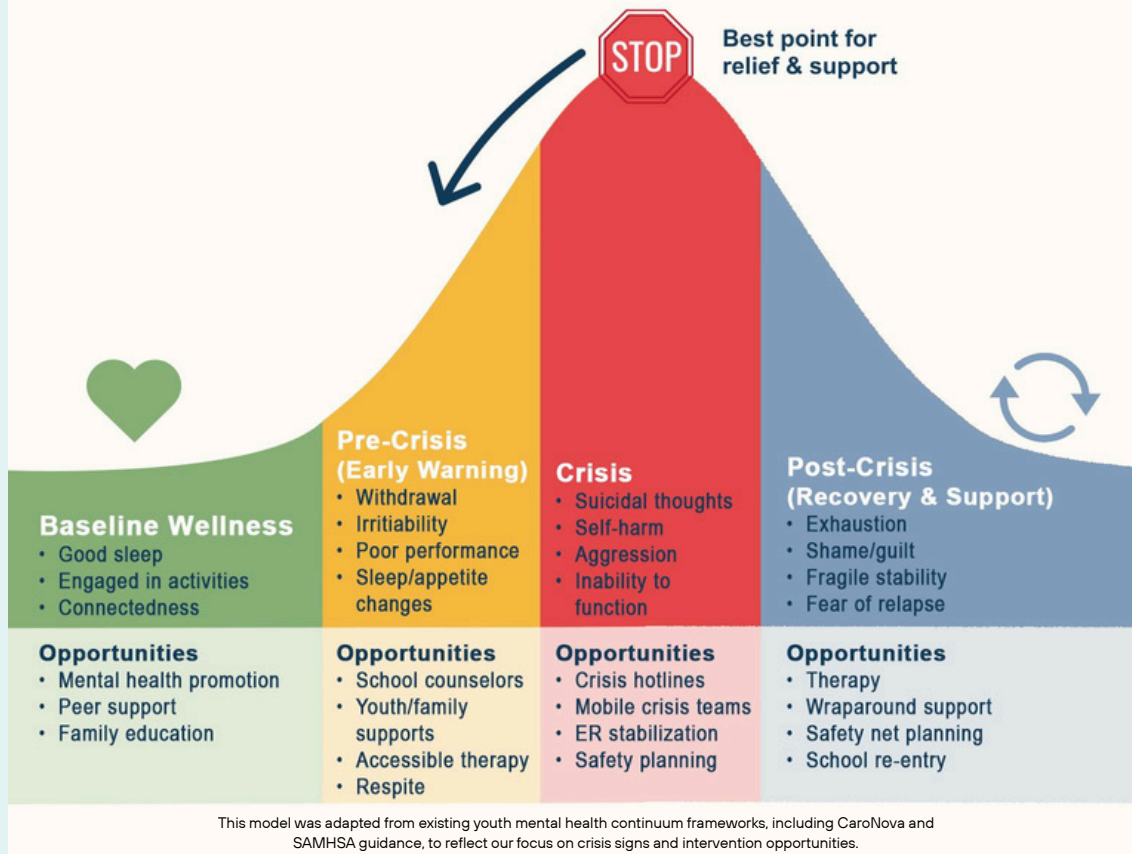 STOP
Best point for
relief & support
Baseline Wellness
• Good sleep
• Engaged in activities
• Connectedness
Opportunities
• Mental health promotion
• Peer support
• Family education
Pre-Crisis
(Early Warning)
• Withdrawal
• Irritiability
• Poor performance
• Sleep/appetite
changes
Opportunities
• School counselors
• Youth/family
supports
• Accessible therapy
• Respite
Crisis
• Suicidal thoughts
• Self-harm
• Aggression
• Inability to
function
Opportunities
• Crisis hotlines
• Mobile crisis teams
• ER stabilization
• Safety planning
Post-Crisis
(Recovery & Support)
• Exhaustion
• Shame/guilt
• Fragile stability
• Fear of relapse
Opportunities
• Therapy
• Wraparound support
• Safety net planning
• School re-entry
This model was adapted from existing youth mental health continuum frameworks, including CaroNova and
SAMHSA guidance, to reflect our focus on crisis signs and intervention opportunities.